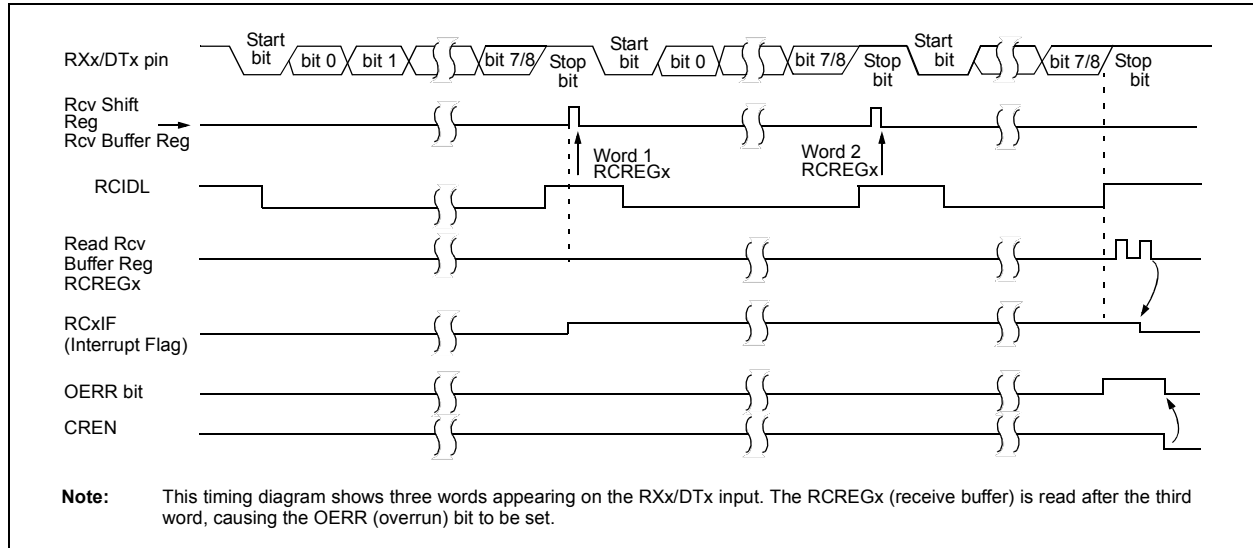 Start bit
bit 0
bit 1
bit 7/8
Stop bit
Start bit
bit 0
bit 7/8
Stop bit
Start bit
bit 7/8
Stop bit
RXx/DTx pin
Rcv Shift
Reg
Rcv Buffer Reg
Word 1
RCREGx
Word 2
RCREGx
RCIDL
Read Rcv
Buffer Reg
RCREGx
RCxIF
(Interrupt Flag)
OERR bit
CREN
Note: This timing diagram shows three words appearing on the RXx/DTx input. The RCREGx (receive buffer) is read after the third
word, causing the OERR (overrun) bit to be set.